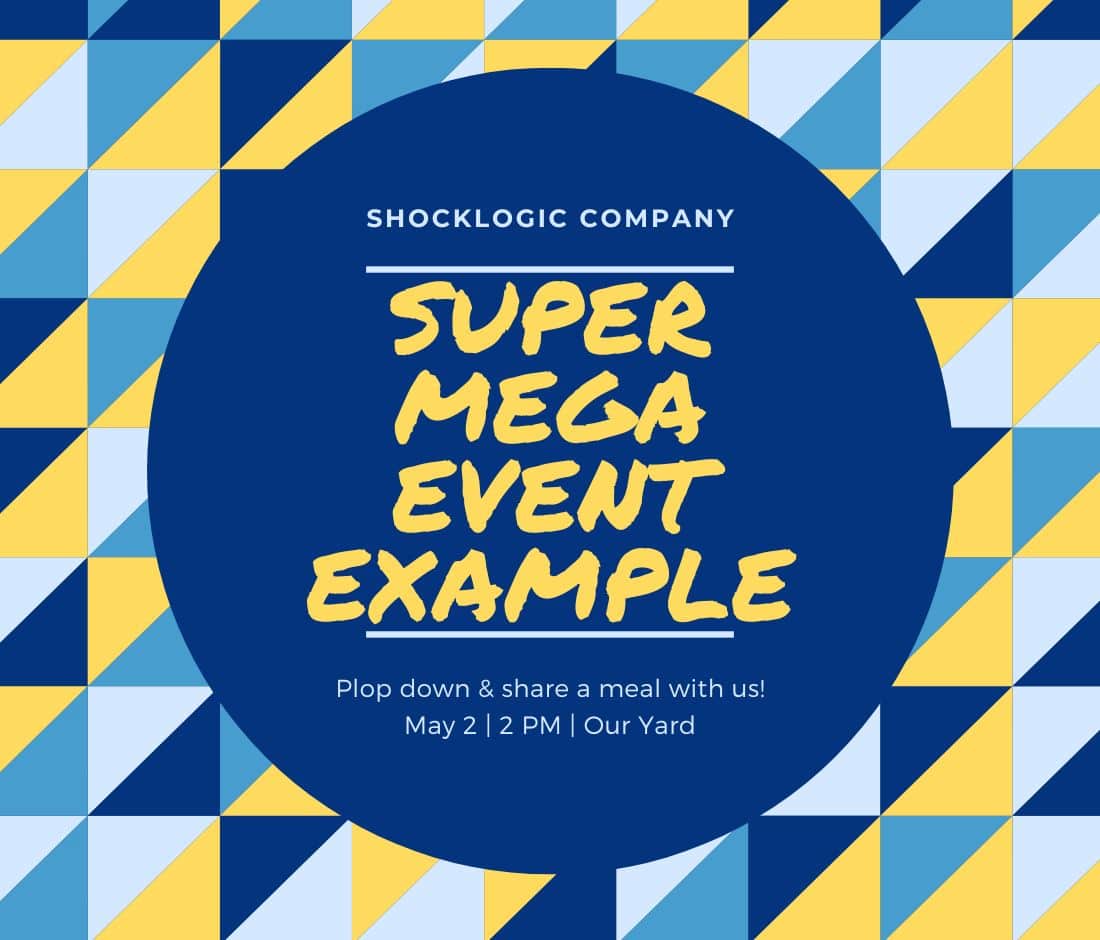 SHOCKLOGIC COMPANY
SUPER
MEGA
EVENT
EXAMPLE
Plop down & share a meal with us!
May 2 | 2 PM | Our Yard